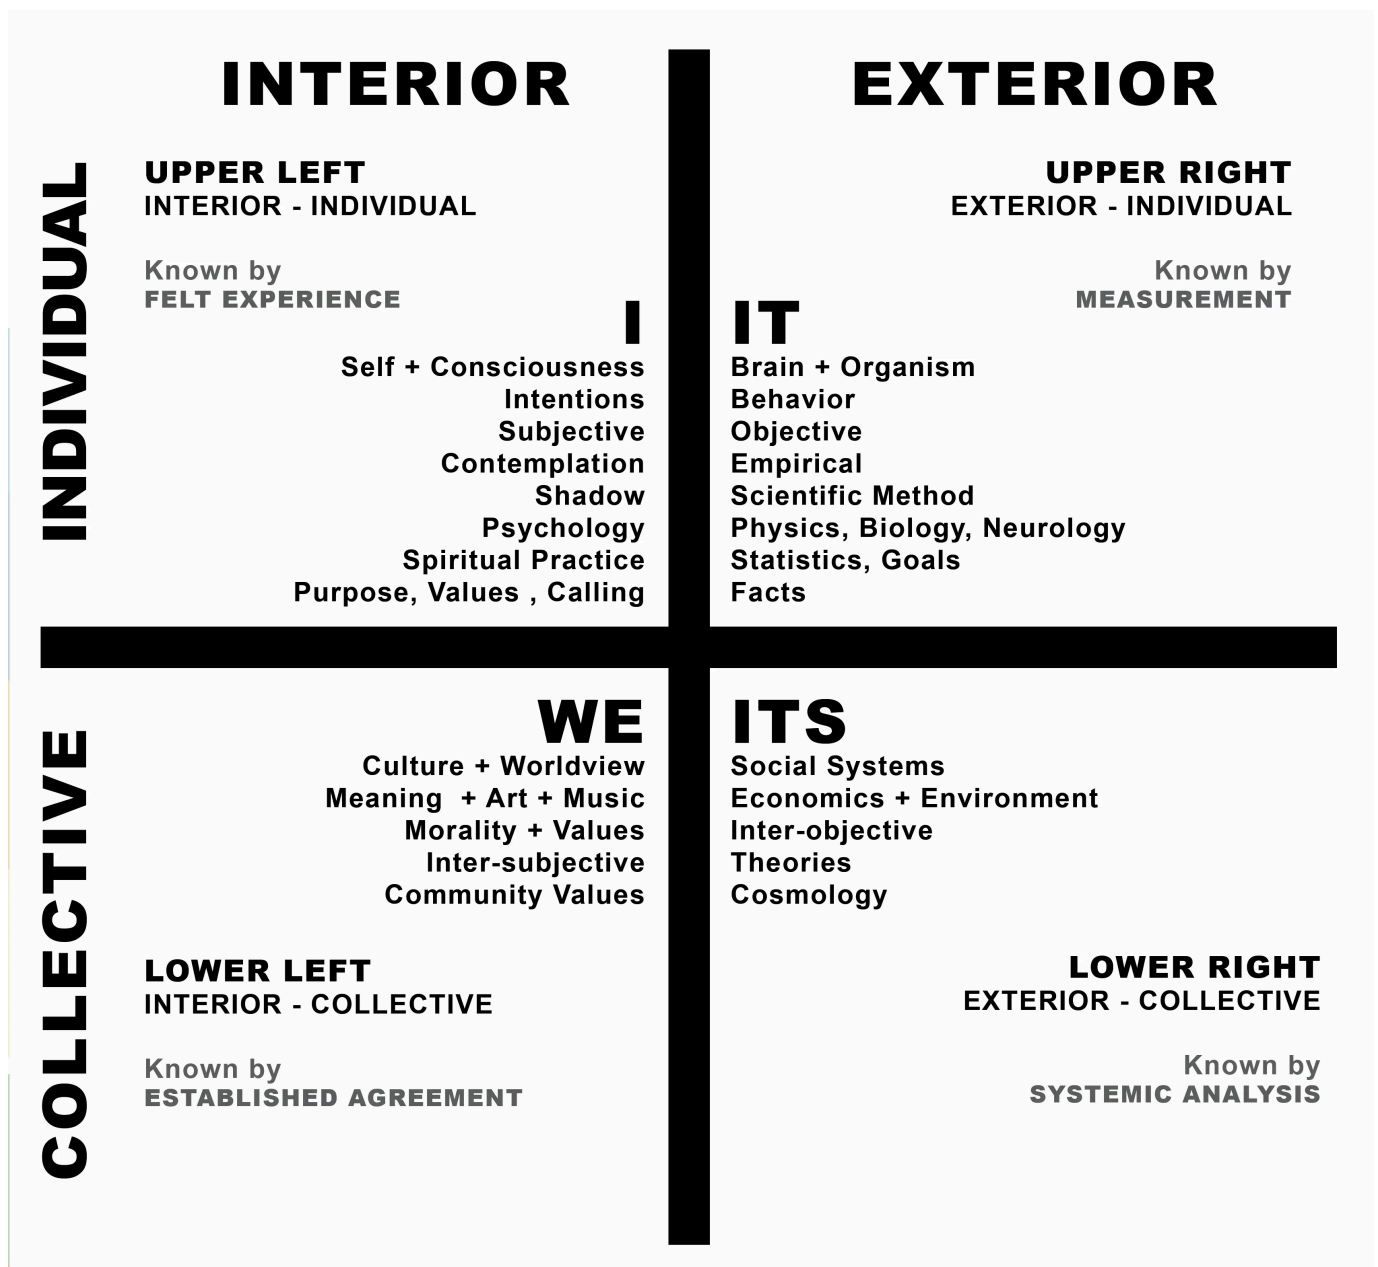 INTERIOR
EXTERIOR
INDIVIDUAL
UPPER LEFT
INTERIOR - INDIVIDUAL
Known by
FELT EXPERIENCE
I
Self + Consciousness
Intentions
Subjective
Contemplation
Shadow
Psychology
Spiritual Practice
Purpose, Values , Calling
UPPER RIGHT
EXTERIOR - INDIVIDUAL
Known by
MEASUREMENT
IT
Brain + Organism
Behavior
Objective
Empirical
Scientific Method
Physics, Biology, Neurology
Statistics, Goals
Facts
COLLECTIVE
WE
Culture + Worldview
Meaning  + Art + Music
Morality + Values
Inter-subjective
Community Values
LOWER LEFT
INTERIOR - COLLECTIVE
Known by
ESTABLISHED AGREEMENT
ITS
Social Systems
Economics + Environment
Inter-objective
Theories
Cosmology
LOWER RIGHT
EXTERIOR - COLLECTIVE
Known by
SYSTEMIC ANALYSIS